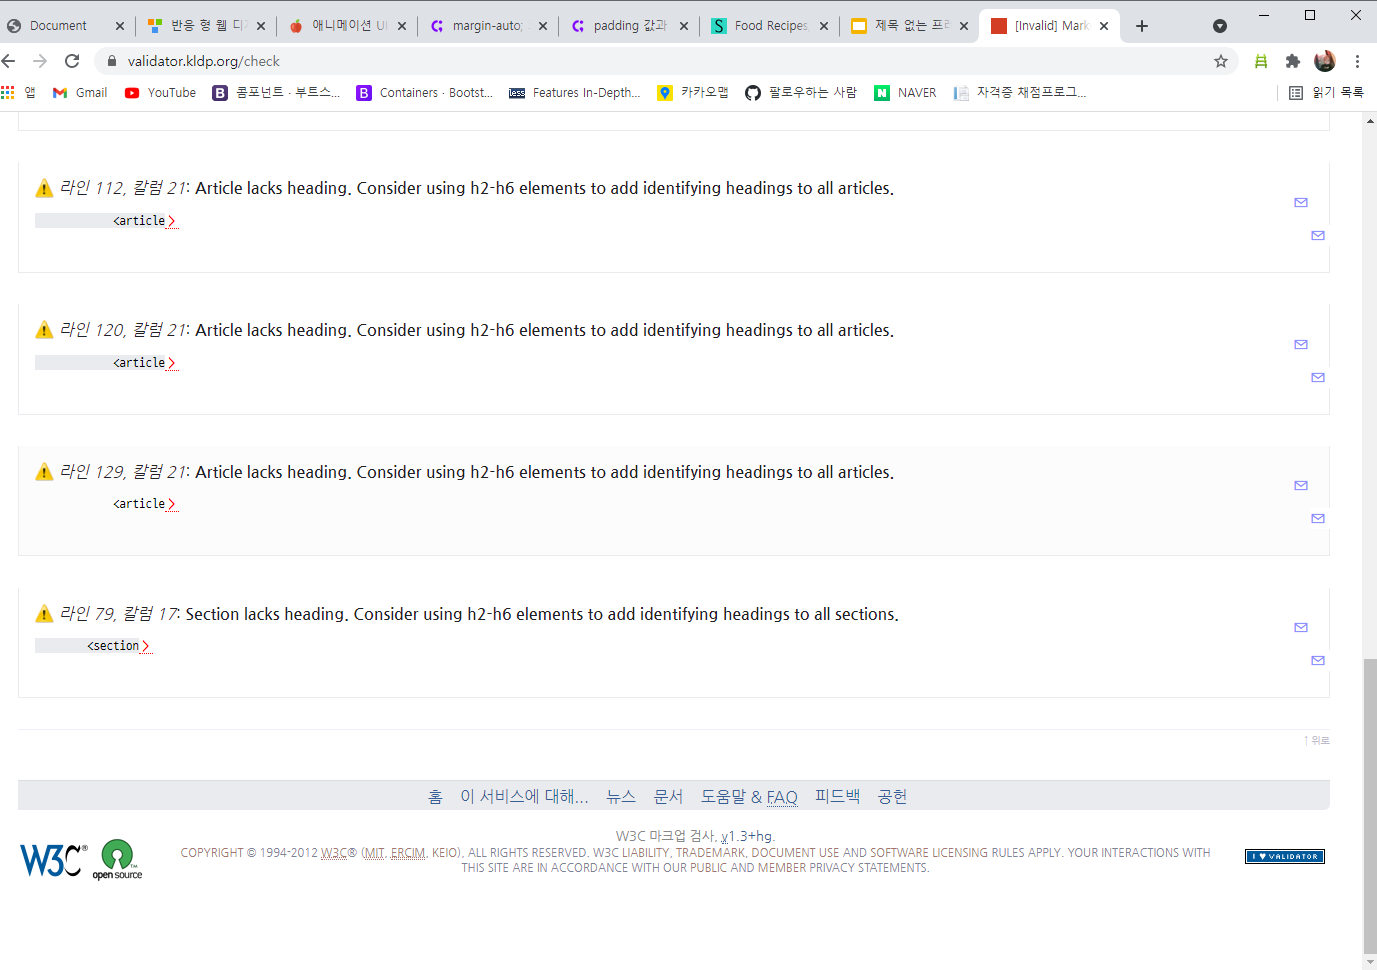 Document
반응 형 웹 디
애니메이션 UI
margin-auto;
padding 값과
Food Recipes
제목 없는 프
[Invalid] Mark
validator.kldp.org/check
앱
Gmail
YouTube
콤포넌트 · 부트스...
Containers · Bootst...
less
Features In-Depth...
카카오맵
팔로우하는 사람
NAVER
자격증 채점프로그...
읽기 목록
라인 112, 칼럼 21: Article lacks heading. Consider using h2-h6 elements to add identifying headings to all articles.
<article>
라인 120, 칼럼 21: Article lacks heading. Consider using h2-h6 elements to add identifying headings to all articles.
<article>
라인 129, 칼럼 21: Article lacks heading. Consider using h2-h6 elements to add identifying headings to all articles.
<article>
라인 79, 칼럼 17: Section lacks heading. Consider using h2-h6 elements to add identifying headings to all sections.
<section>
↑ 위로
홈 이 서비스에 대해... 뉴스 문서 도움말 & FAQ 피드백 공헌
W3C®
open source
W3C 마크업 검사, v1.3+hg.
COPYRIGHT © 1994-2012 W3C® (MIT, ERCIM, KEIO), ALL RIGHTS RESERVED. W3C LIABILITY, TRADEMARK, DOCUMENT USE AND SOFTWARE LICENSING RULES APPLY. YOUR INTERACTIONS WITH
THIS SITE ARE IN ACCORDANCE WITH OUR PUBLIC AND MEMBER PRIVACY STATEMENTS.
I ♥ VALIDATOR